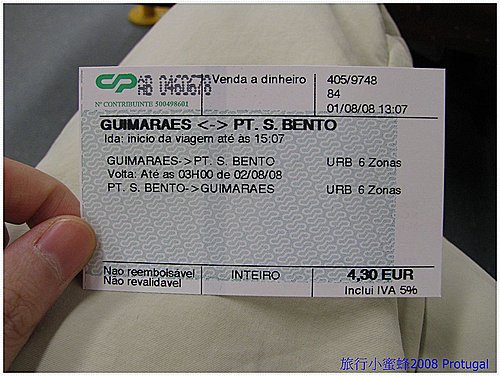 CP AB 0460676 Venda a dinheiro 405/9748
84
Nº CONTRIBUINTE 500498601 01/08/08 13:07
GUIMARAES <-> PT. S. BENTO
Ida: inicio da viagem até às 15:07
GUIMARAES->PT. S. BENTO URB 6 Zonas
Volta: Até as 03H00 de 02/08/08
PT. S. BENTO->GUIMARAES URB 6 Zonas
Nao reembolsável INTEIRO 4,30 EUR
Nao revalidavel Inclui IVA 5%
旅行小蜜蜂2008 Protugal